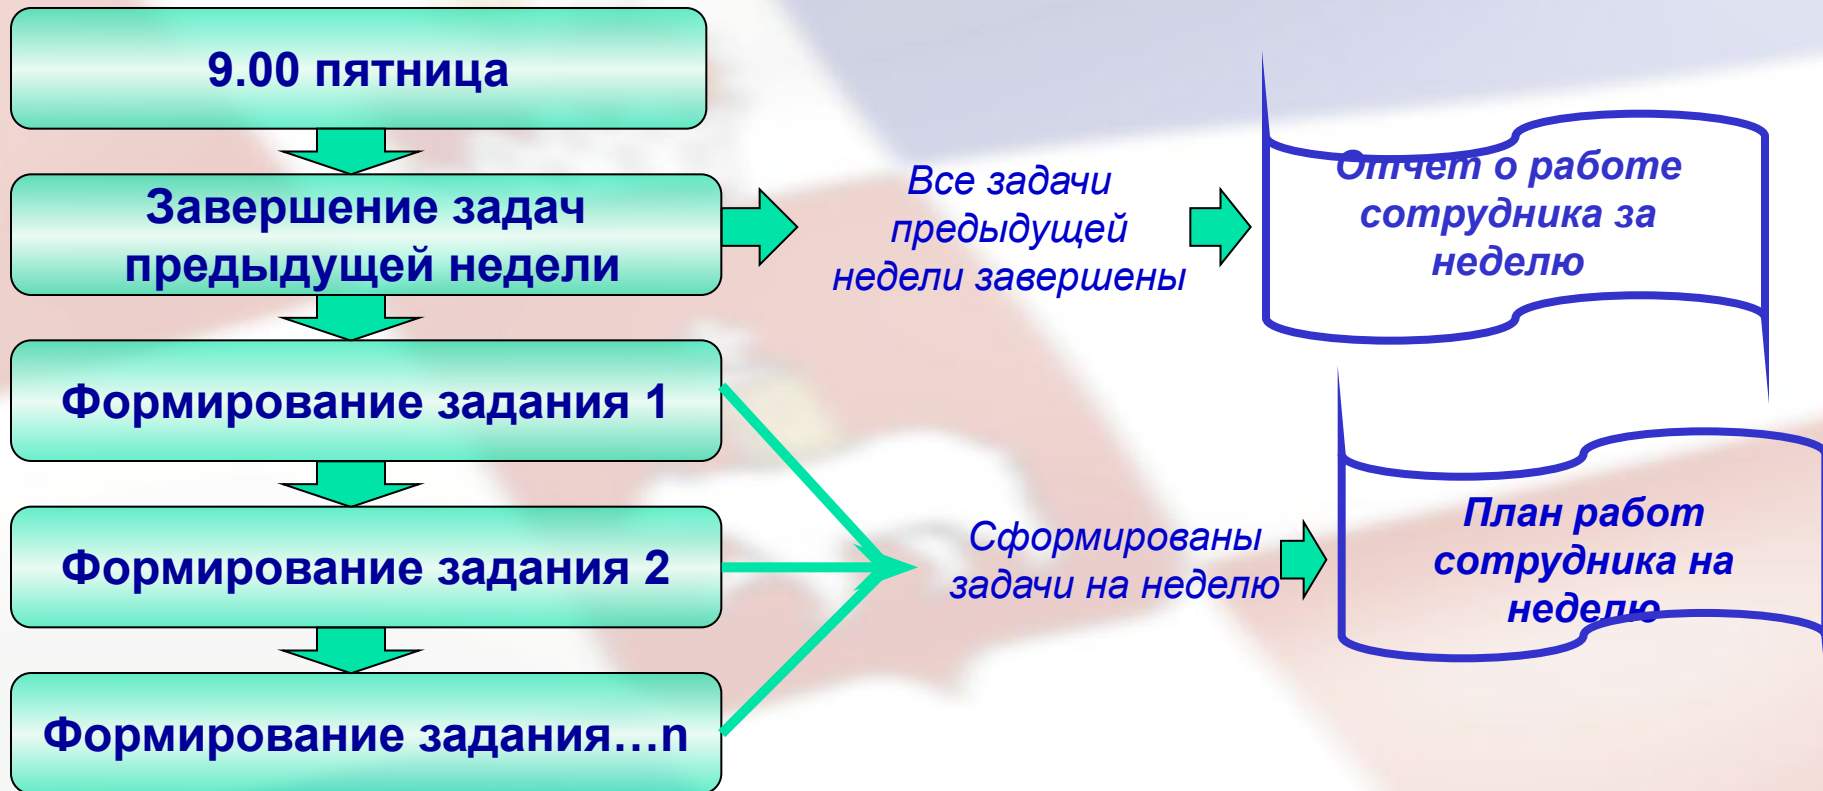 9.00 пятница
Завершение задач
предыдущей недели
Все задачи
предыдущей
недели завершены
Отчет о работе
сотрудника за
неделю
Формирование задания 1
Формирование задания 2
Сформированы
задачи на неделю
План работ
сотрудника на
неделю
Формирование задания...n